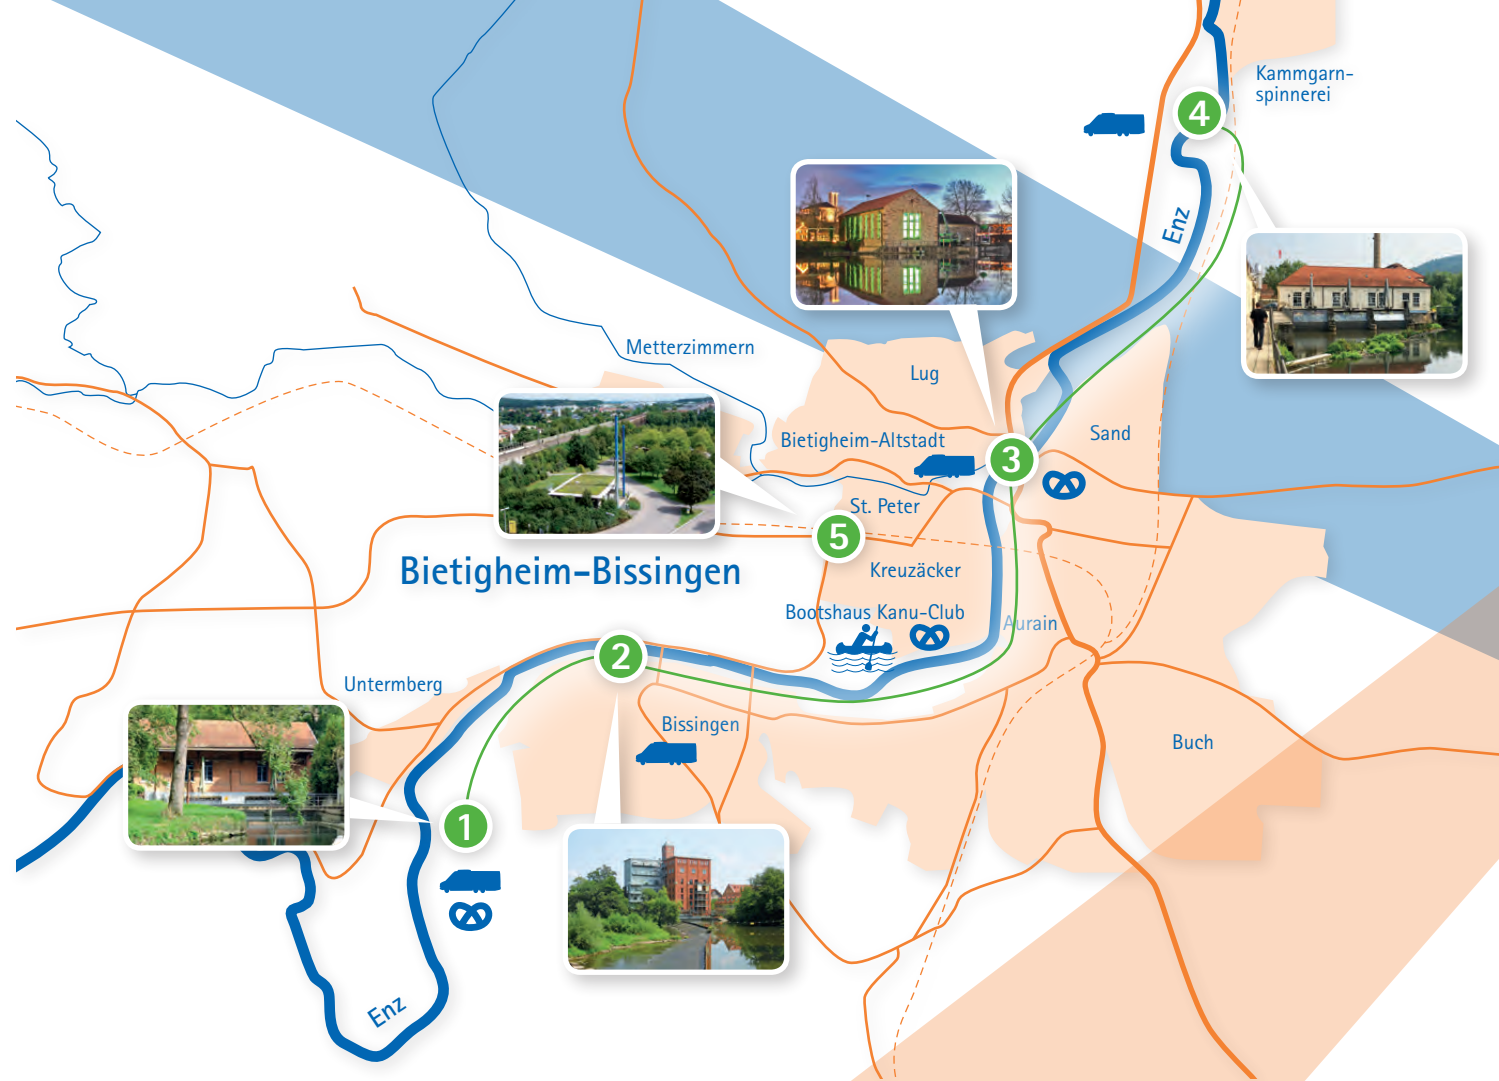 Kammgarn-
spinnerei
4
Enz
Metterzimmern
Lug
Sand
Bietigheim-Altstadt
3
St. Peter
5
Bietigheim-Bissingen
Kreuzäcker
Bootshaus Kanu-Club
Aurain
2
Untermberg
Bissingen
Buch
1
Enz